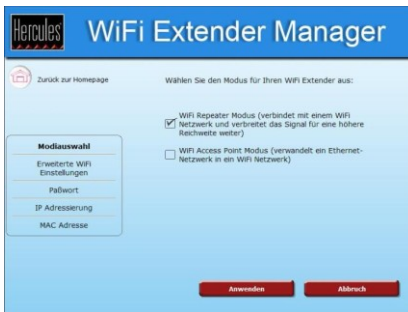 Hercules
WiFi Extender Manager
Zurück zur Homepage
Wählen Sie den Modus für Ihren WiFi Extender aus:
WiFi Repeater Modus (verbindet mit einem WiFi
Netzwerk und verbreitet das Signal für eine höhere
Reichweite weiter)
WiFi Access Point Modus (verwandelt ein Ethernet-
Netzwerk in ein WiFi Netzwerk)
Modiauswahl
Erweiterte WiFi
Einstellungen
Paßwort
IP Adressierung
MAC Adresse
Anwenden
Abbruch